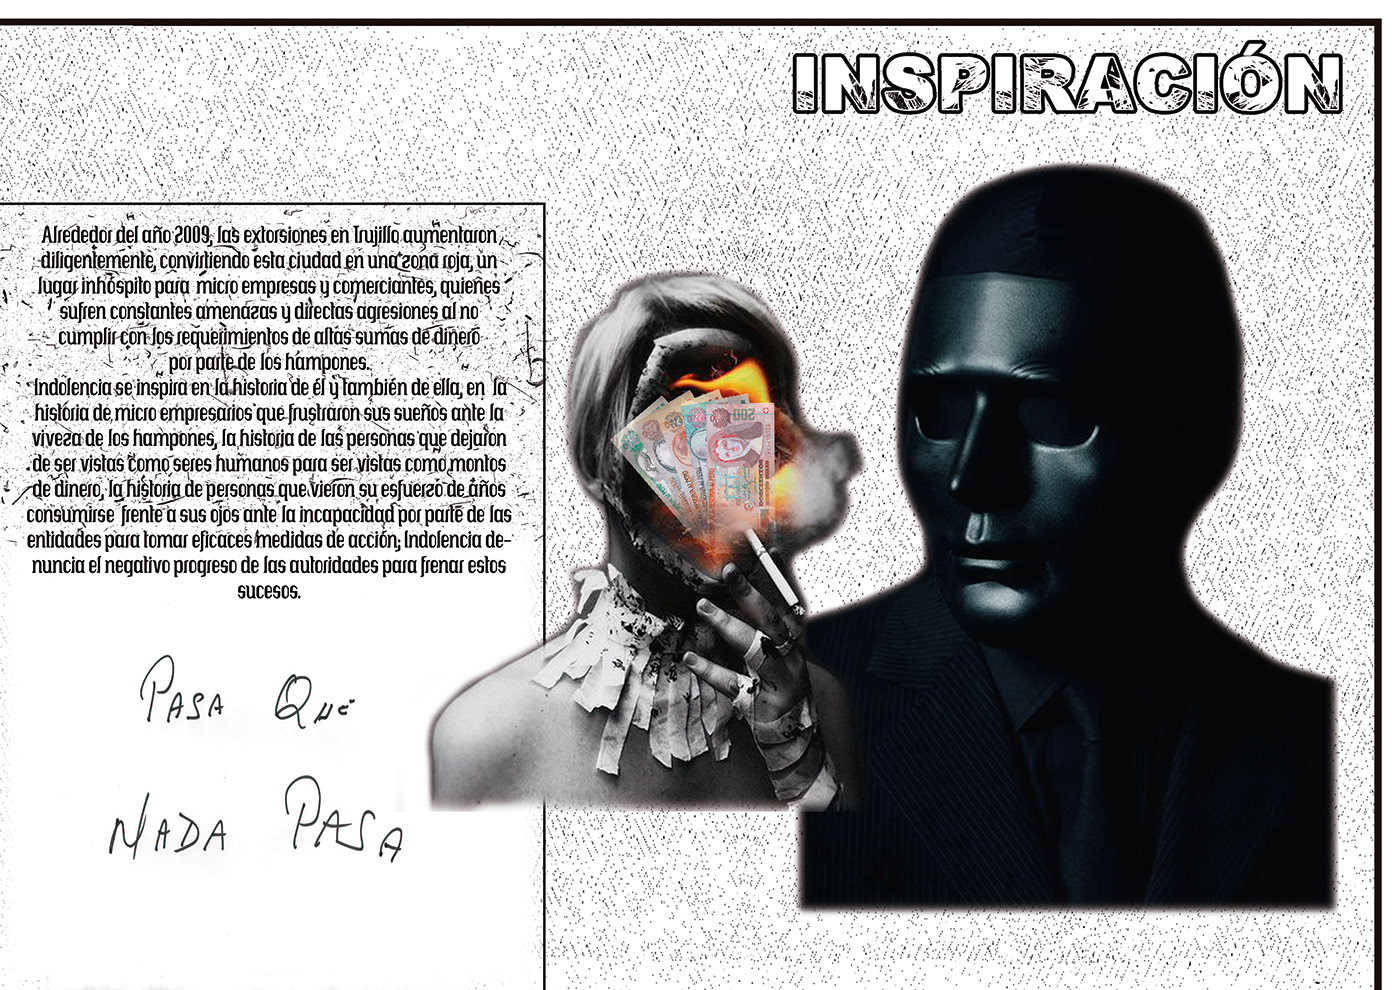 INSPIRACIÓN
Alrededor del año 2009, las extorsiones en Trujillo aumentaron
diligentemente, convirtiendo esta ciudad en una zona roja, un
lugar inhóspito para micro empresas y comerciantes, quienes
sufren constantes amenazas y directas agresiones al no
cumplir con los requerimientos de altas sumas de dinero
por parte de los hampones.
Indolencia se inspira en la historia de él y también de ella, en la
historia de micro empresarios que frustraron sus sueños ante la
viveza de los hampones, la historia de las personas que dejaron
de ser vistas como seres humanos para ser vistas como montos
de dinero, la historia de personas que vieron su esfuerzo de años
consumirse frente a sus ojos ante la incapacidad por parte de las
entidades para tomar eficaces medidas de acción; Indolencia de-
nuncia el negativo progreso de las autoridades para frenar estos
sucesos.
PASA QUE
NADA PASA
200